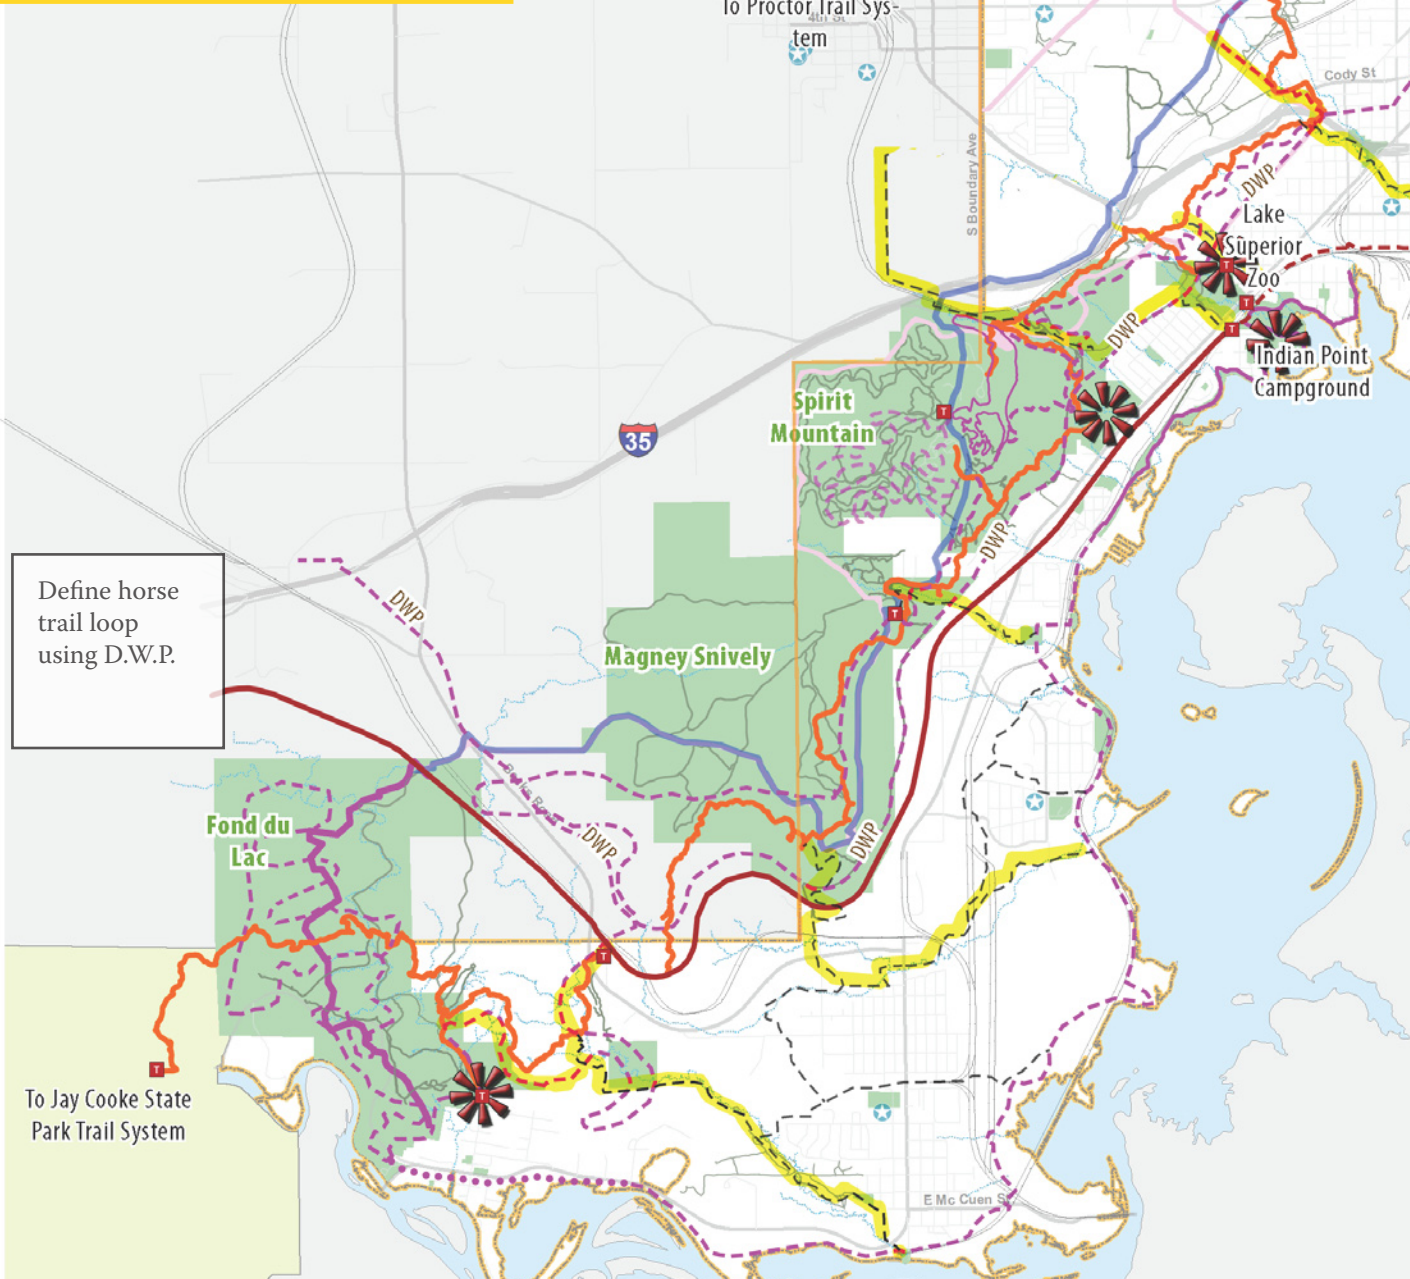 To Proctor Trail Sys-
tem
4th St
Cody St
S Boundary Ave
DWP
Lake
Superior
Zoo
T
T
T
DWP
Indian Point
Campground
Spirit
Mountain
T
35
DWP
Define horse
trail loop
using D.W.P.
DWP
T
Magney Snively
Fond du
Lac
DWP
DWP
T
T
T
To Jay Cooke State
Park Trail System
E Mc Cuen S